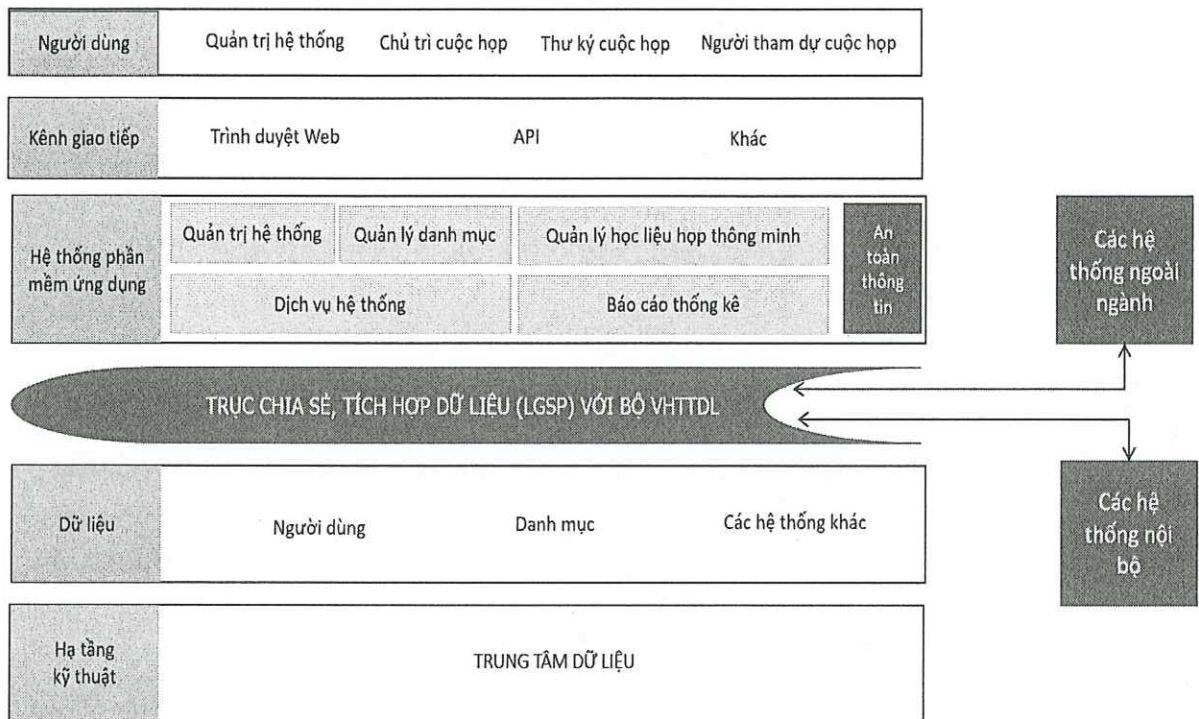 Người dùng
Quản trị hệ thống
Chủ trì cuộc họp
Thư ký cuộc họp
Người tham dự cuộc họp
Kênh giao tiếp
Trình duyệt Web
API
Khác
Hệ thống phần
mềm ứng dụng
Quản trị hệ thống
Quản lý danh mục
Quản lý học liệu họp thông minh
Dịch vụ hệ thống
Báo cáo thống kê
An
toàn
thông
tin
Các hệ
thống ngoài
ngành
TRỤC CHIA SẺ, TÍCH HỢP DỮ LIỆU (LGSP) VỚI BỘ VHTTDL
Dữ liệu
Người dùng
Danh mục
Các hệ thống khác
Các hệ
thống nội
bộ
Hạ tầng
kỹ thuật
TRUNG TÂM DỮ LIỆU